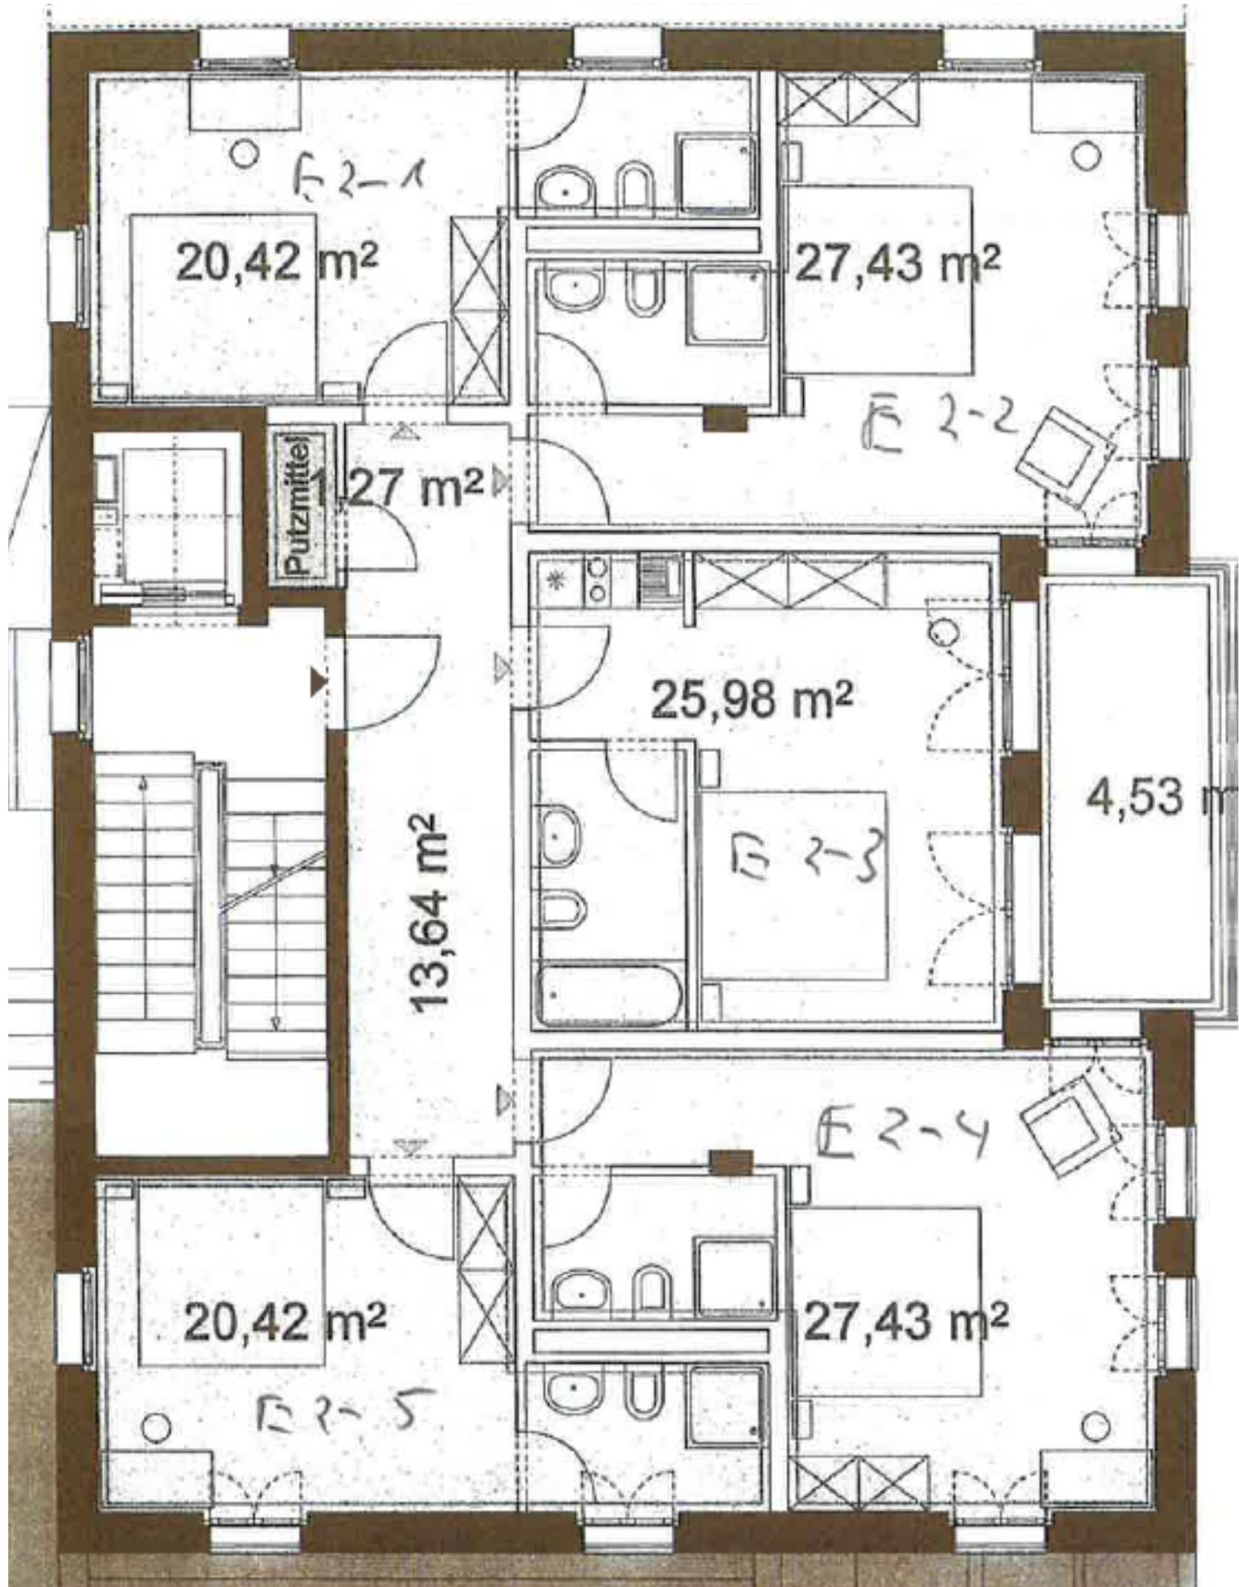 E2-1
20,42 m²
27,43 m²
E 2-2
Putzmittel
1,27 m²
25,98 m²
4,53 m
E 2-3
13,64 m²
E 2-4
20,42 m²
27,43 m²
E2-5